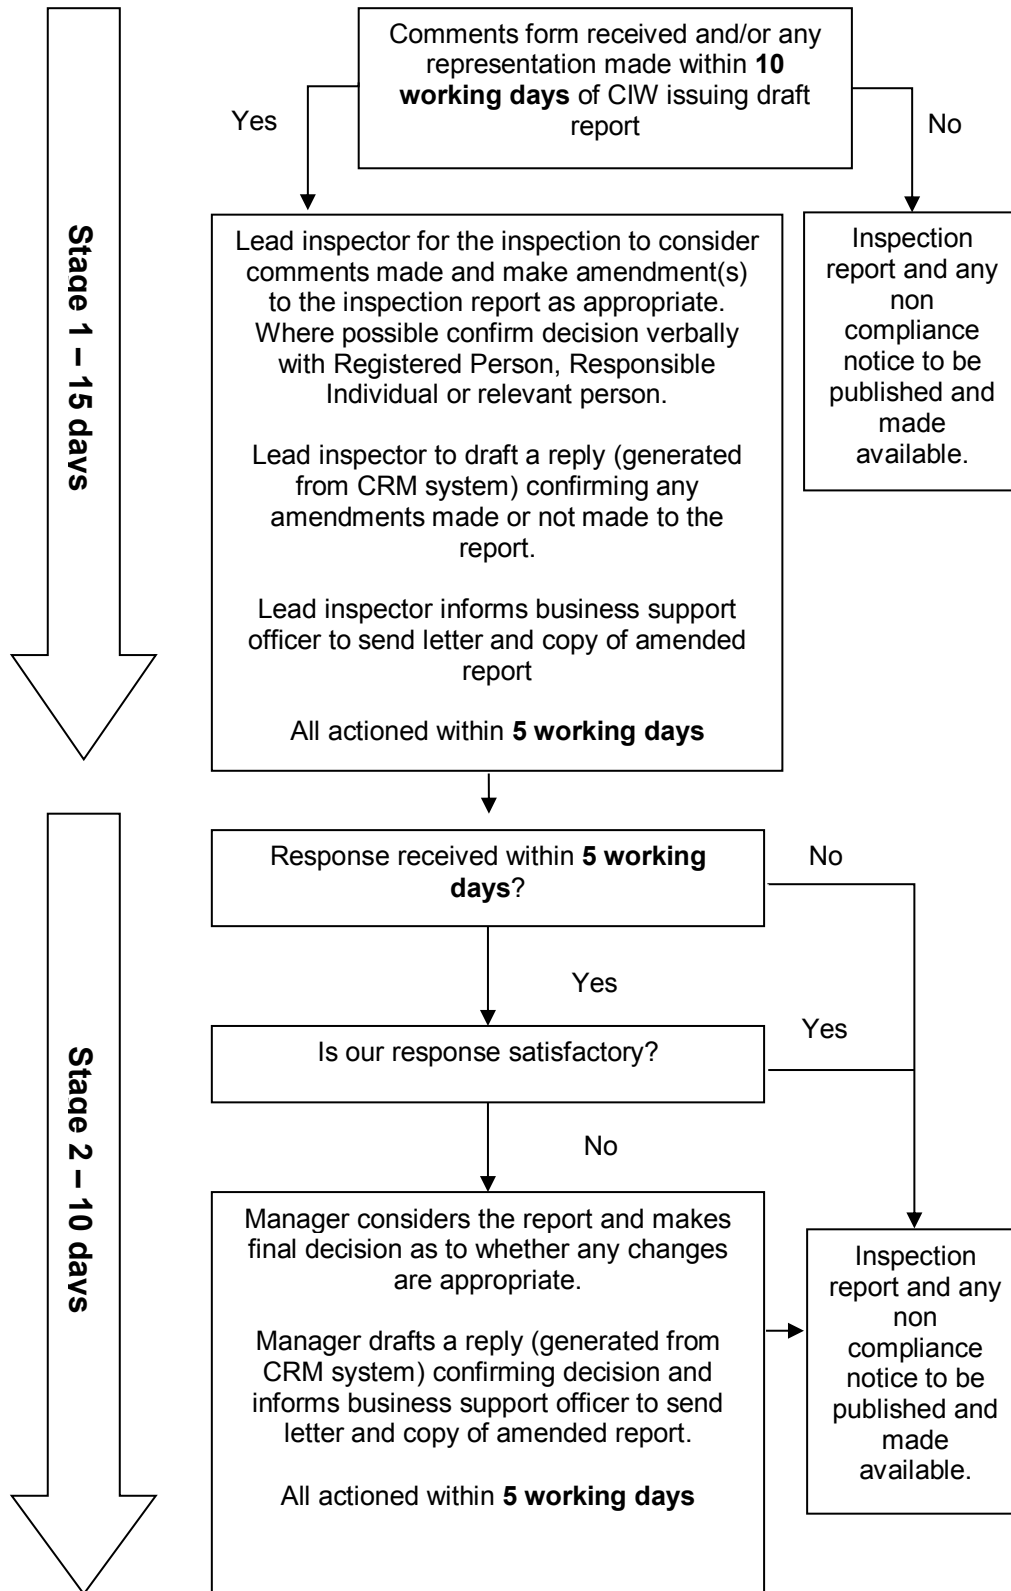 Comments form received and/or any
representation made within 10
working days of CIW issuing draft
report
Yes
No
Stage 1 – 15 days
Lead inspector for the inspection to consider
comments made and make amendment(s)
to the inspection report as appropriate.
Where possible confirm decision verbally
with Registered Person, Responsible
Individual or relevant person.
Lead inspector to draft a reply (generated
from CRM system) confirming any
amendments made or not made to the
report.
Lead inspector informs business support
officer to send letter and copy of amended
report
All actioned within 5 working days
Inspection
report and any
non
compliance
notice to be
published and
made
available.
Stage 2 – 10 days
Response received within 5 working
days?
No
Yes
Is our response satisfactory?
Yes
No
Manager considers the report and makes
final decision as to whether any changes
are appropriate.
Manager drafts a reply (generated from
CRM system) confirming decision and
informs business support officer to send
letter and copy of amended report.
All actioned within 5 working days
Inspection
report and any
non
compliance
notice to be
published and
made
available.